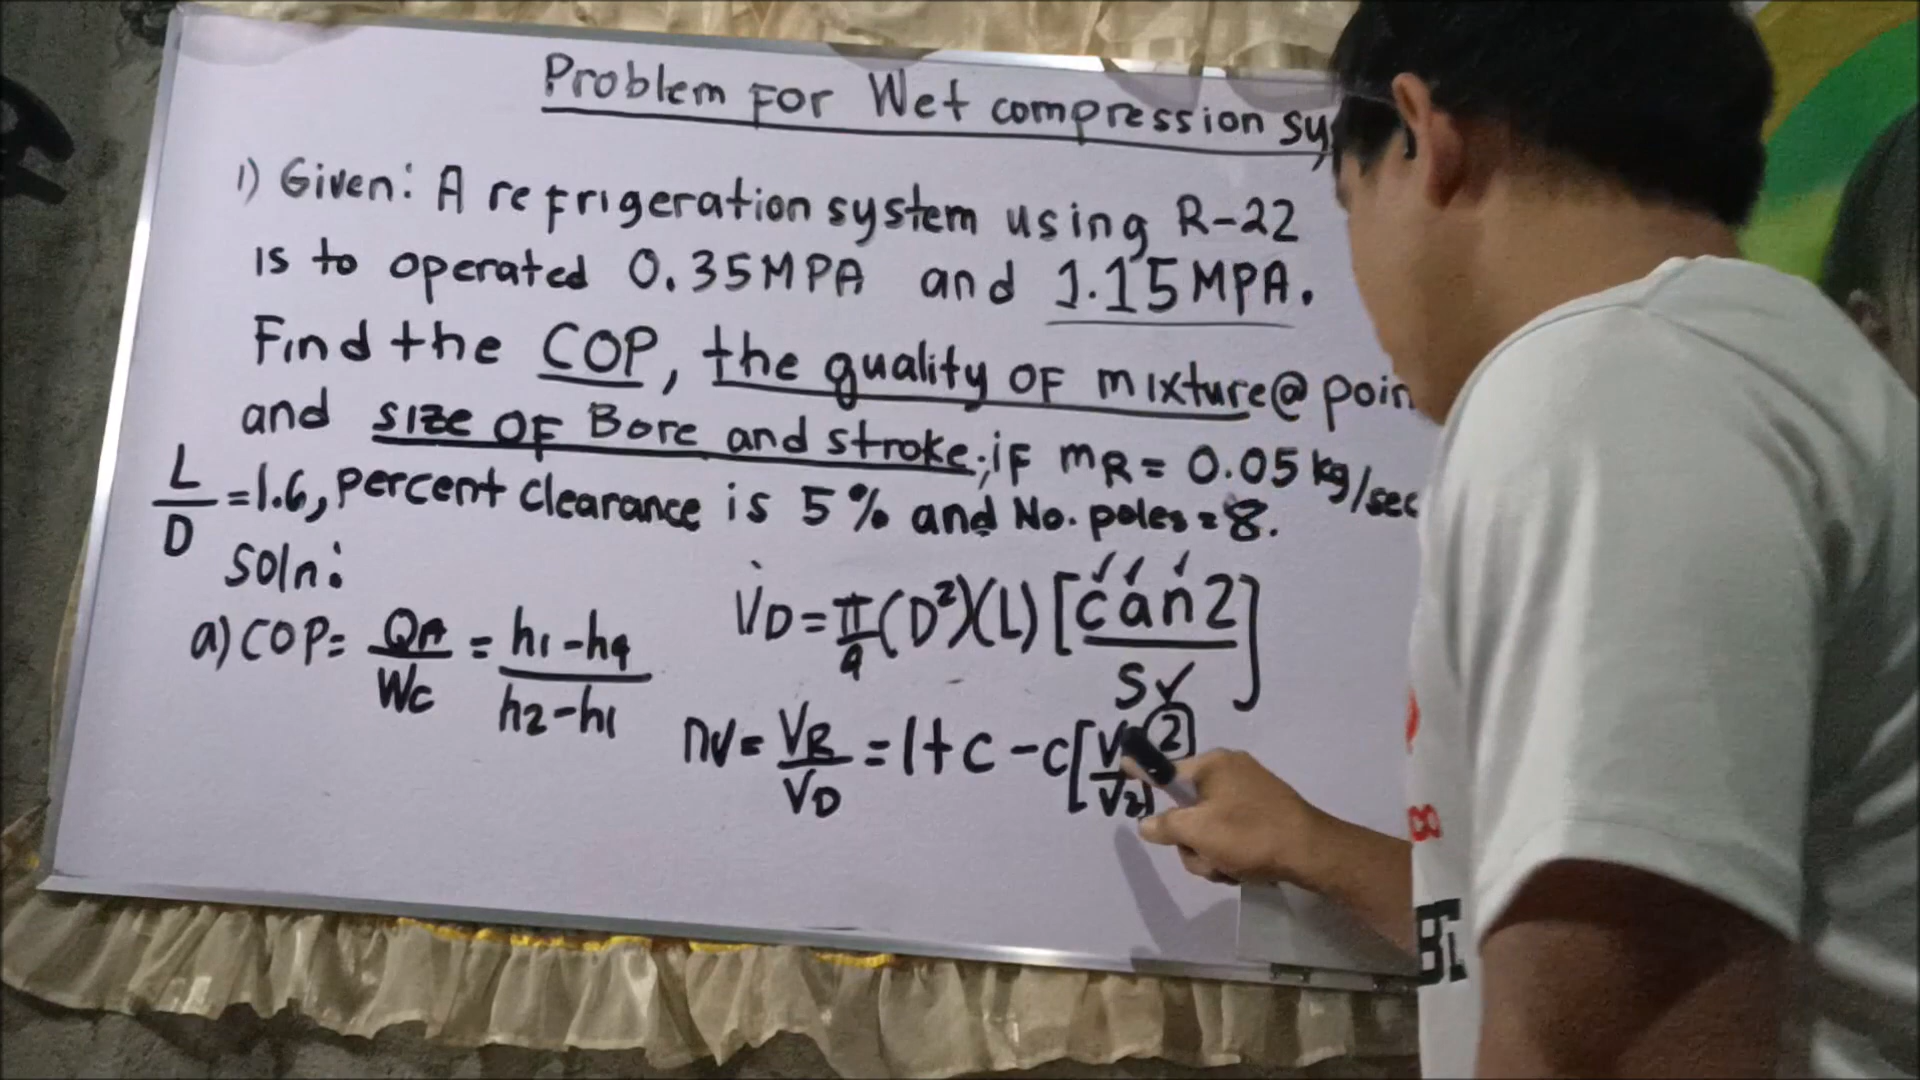 Problem FOR Wet compression sy
1) Given: A refrigeration system using R-22
is to operated 0.35MPA and 1.15MPA.
Find the COP, the quality OF mixture@ poin
and size OF Bore and stroke; if mR = 0.05 kg/sec
L/D = 1.6, percent clearance is 5% and No. poles = 8.
soln:
a) COP = QA/Wc = h1-h4/h2-h1
V̇D = π/4 (D²)(L) [can2/s]
nv = VR/VD = 1+c-c[V/V2]
2
8